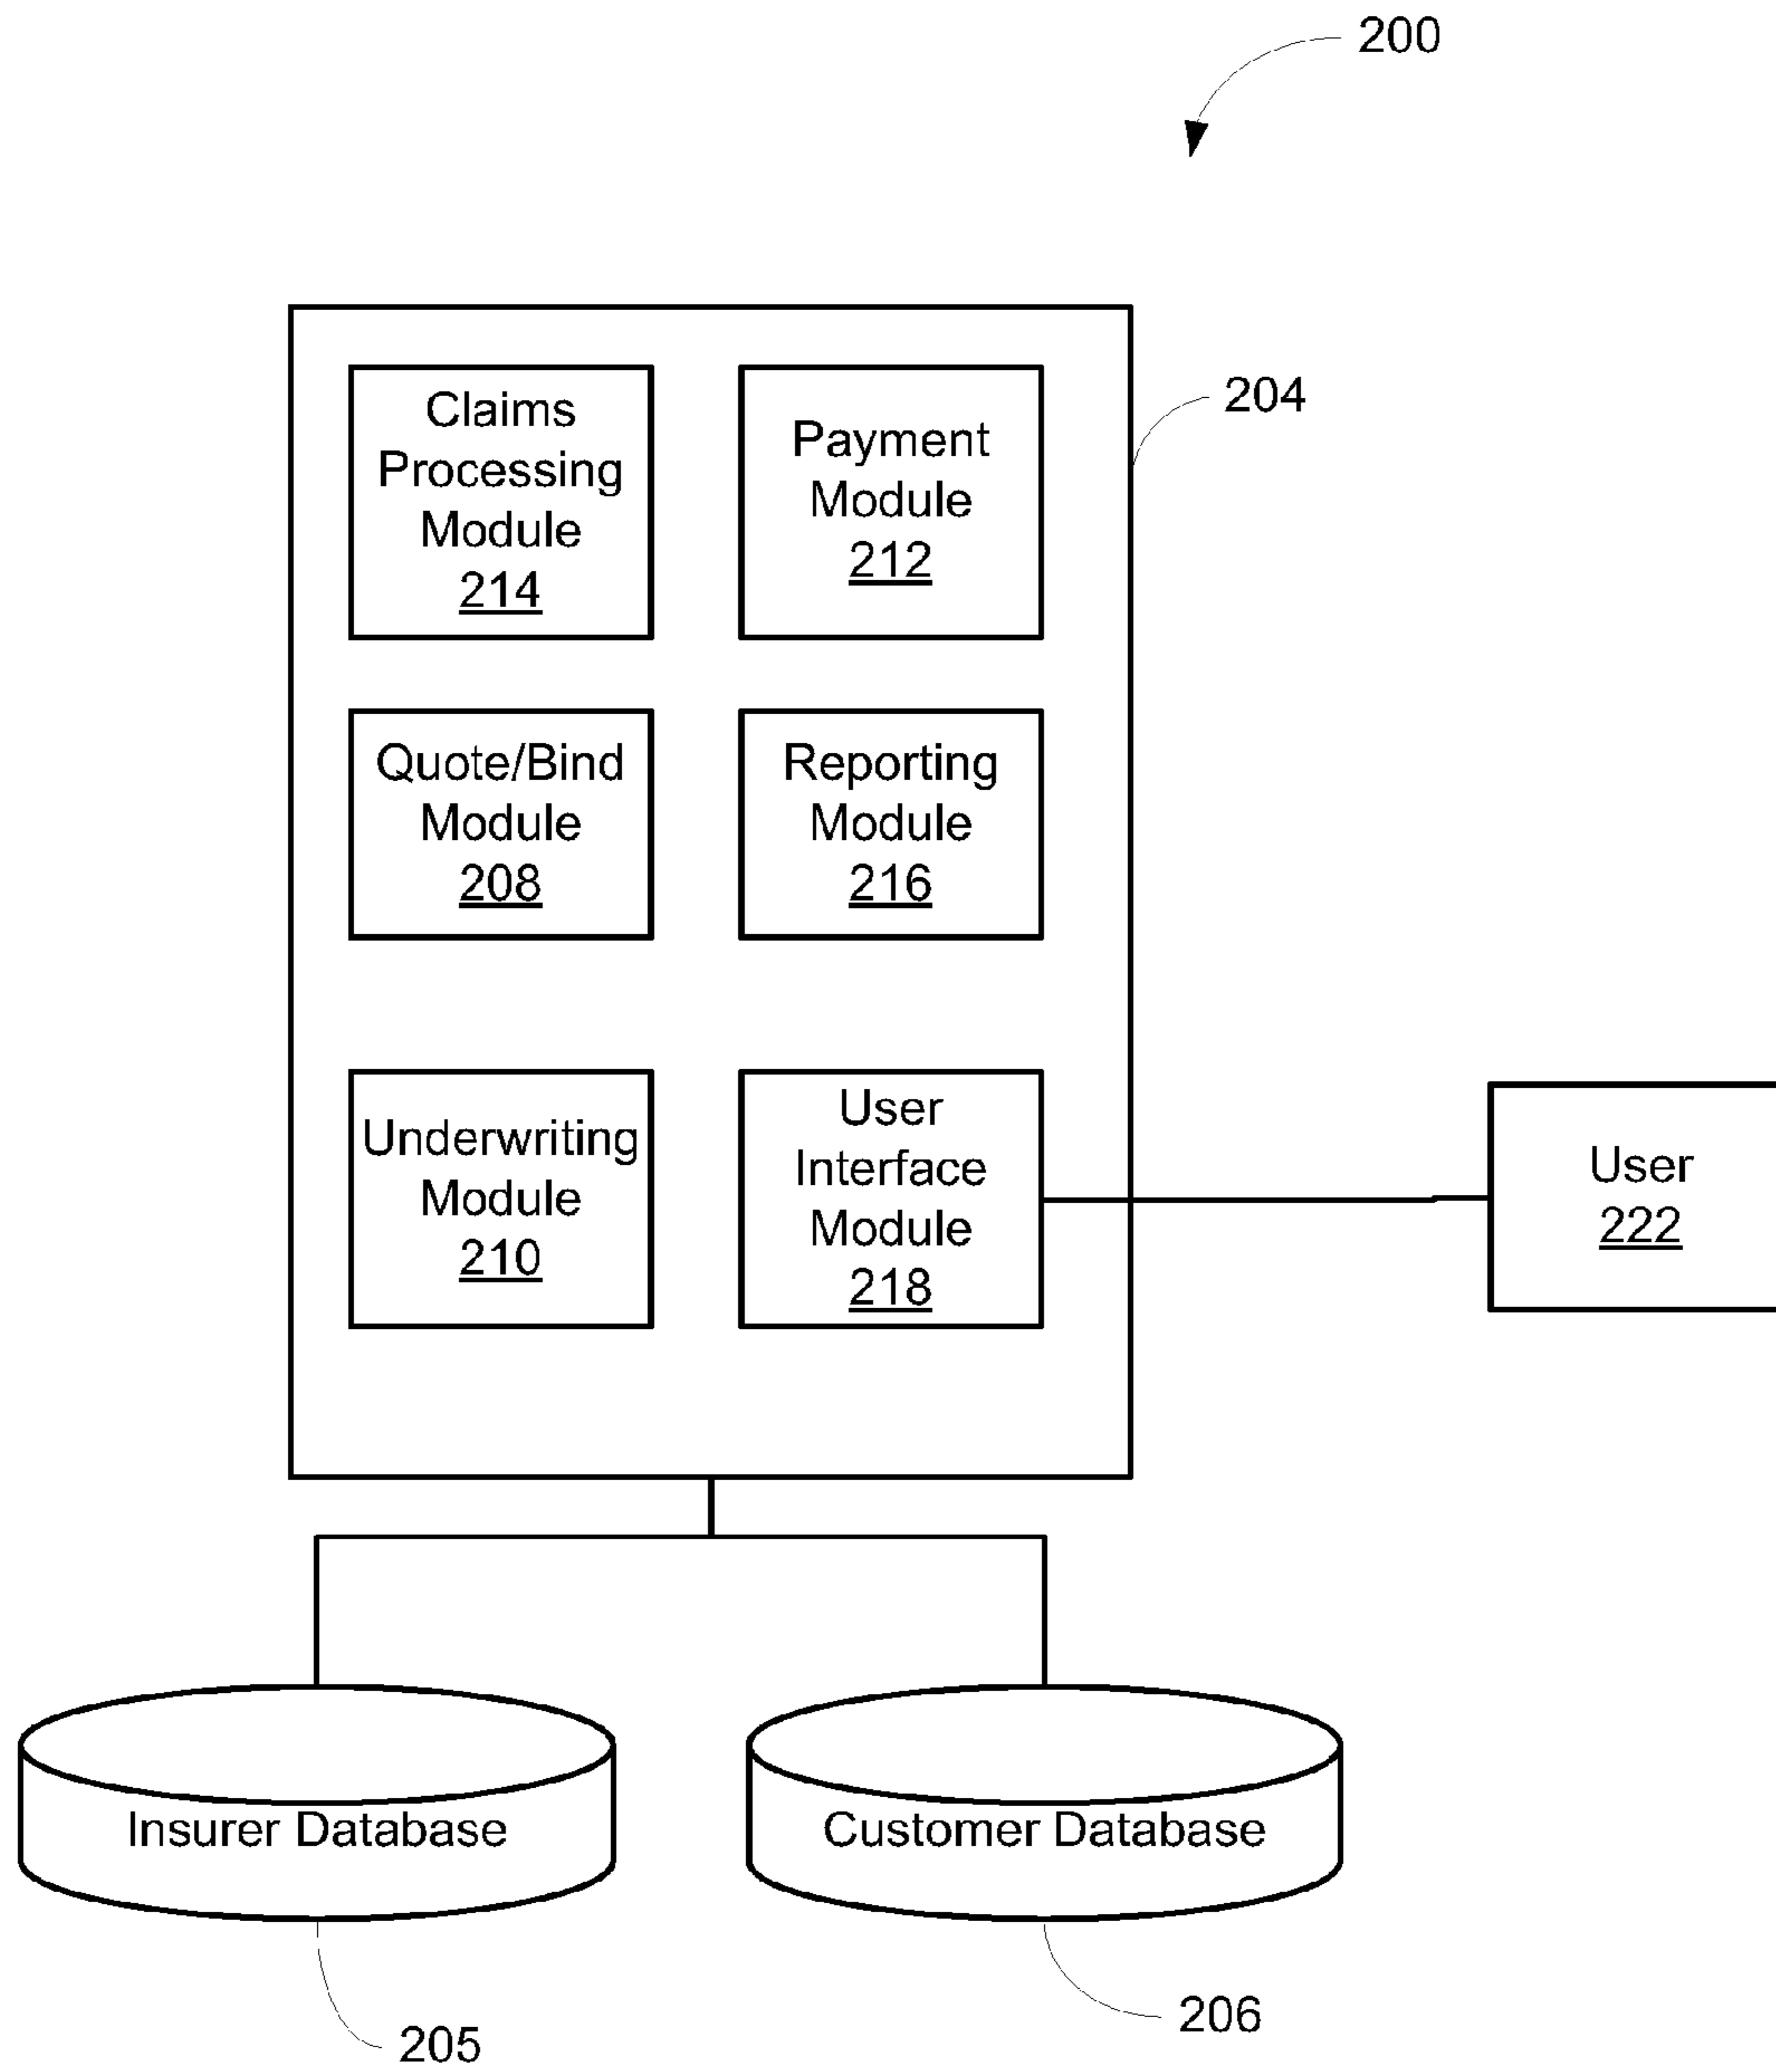 200
204
Claims
Processing
Module
214
Payment
Module
212
Quote/Bind
Module
208
Reporting
Module
216
Underwriting
Module
210
User
Interface
Module
218
User
222
Insurer Database
Customer Database
205
206